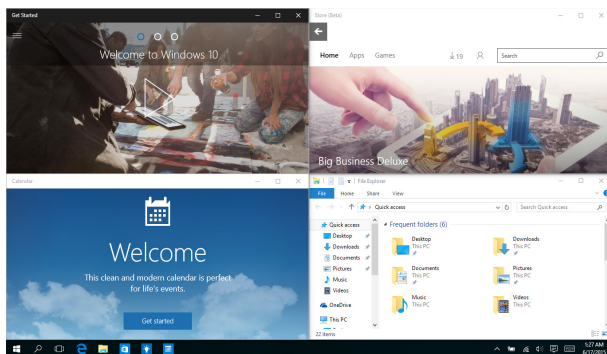 Get Started
Welcome to Windows 10
Store (Beta)
Home Apps Games
19
Search
Big Business Deluxe
Calendar
Welcome
This clean and modern calendar is perfect
for life's events.
Get started
File Explorer
File Home Share View
Quick access
Search Quick access
Quick access
Desktop
Downloads
Documents
Pictures
Music
Videos
OneDrive
This PC
22 items
Frequent folders (6)
Desktop
This PC
Downloads
This PC
Documents
This PC
Pictures
This PC
Music
This PC
Videos
This PC
1:27 AM
6/17/2015